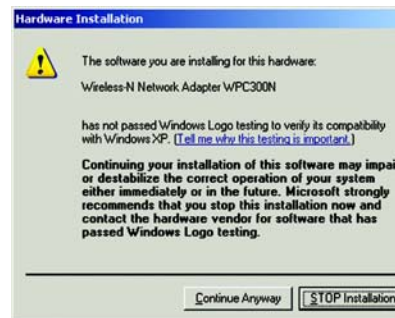 Hardware Installation
The software you are installing for this hardware:
Wireless-N Network Adapter WPC300N
has not passed Windows Logo testing to verify its compatibility
with Windows XP. (Tell me why this testing is important.)
Continuing your installation of this software may impai
or destabilize the correct operation of your system
either immediately or in the future. Microsoft strongly
recommends that you stop this installation now and
contact the hardware vendor for software that has
passed Windows Logo testing.
Continue Anyway STOP Installation